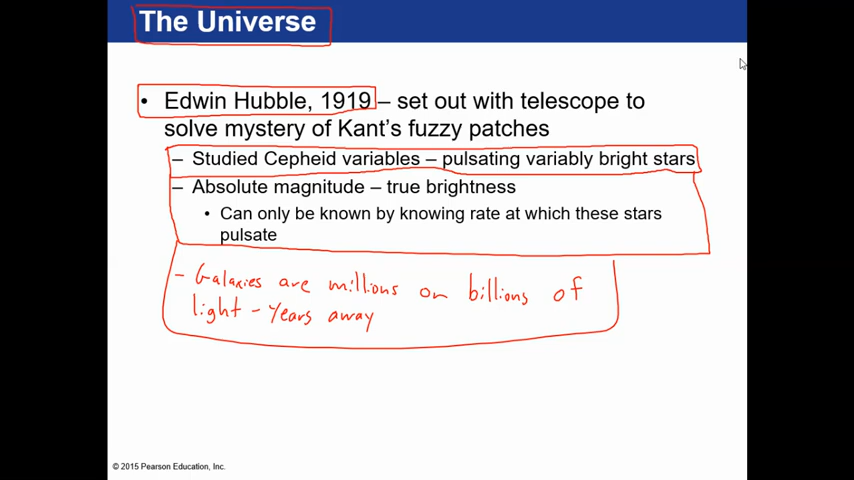 The Universe
• Edwin Hubble, 1919 – set out with telescope to
solve mystery of Kant's fuzzy patches
– Studied Cepheid variables – pulsating variably bright stars
– Absolute magnitude – true brightness
• Can only be known by knowing rate at which these stars
pulsate
- Galaxies are millions on billions of
light-years away
© 2015 Pearson Education, Inc.